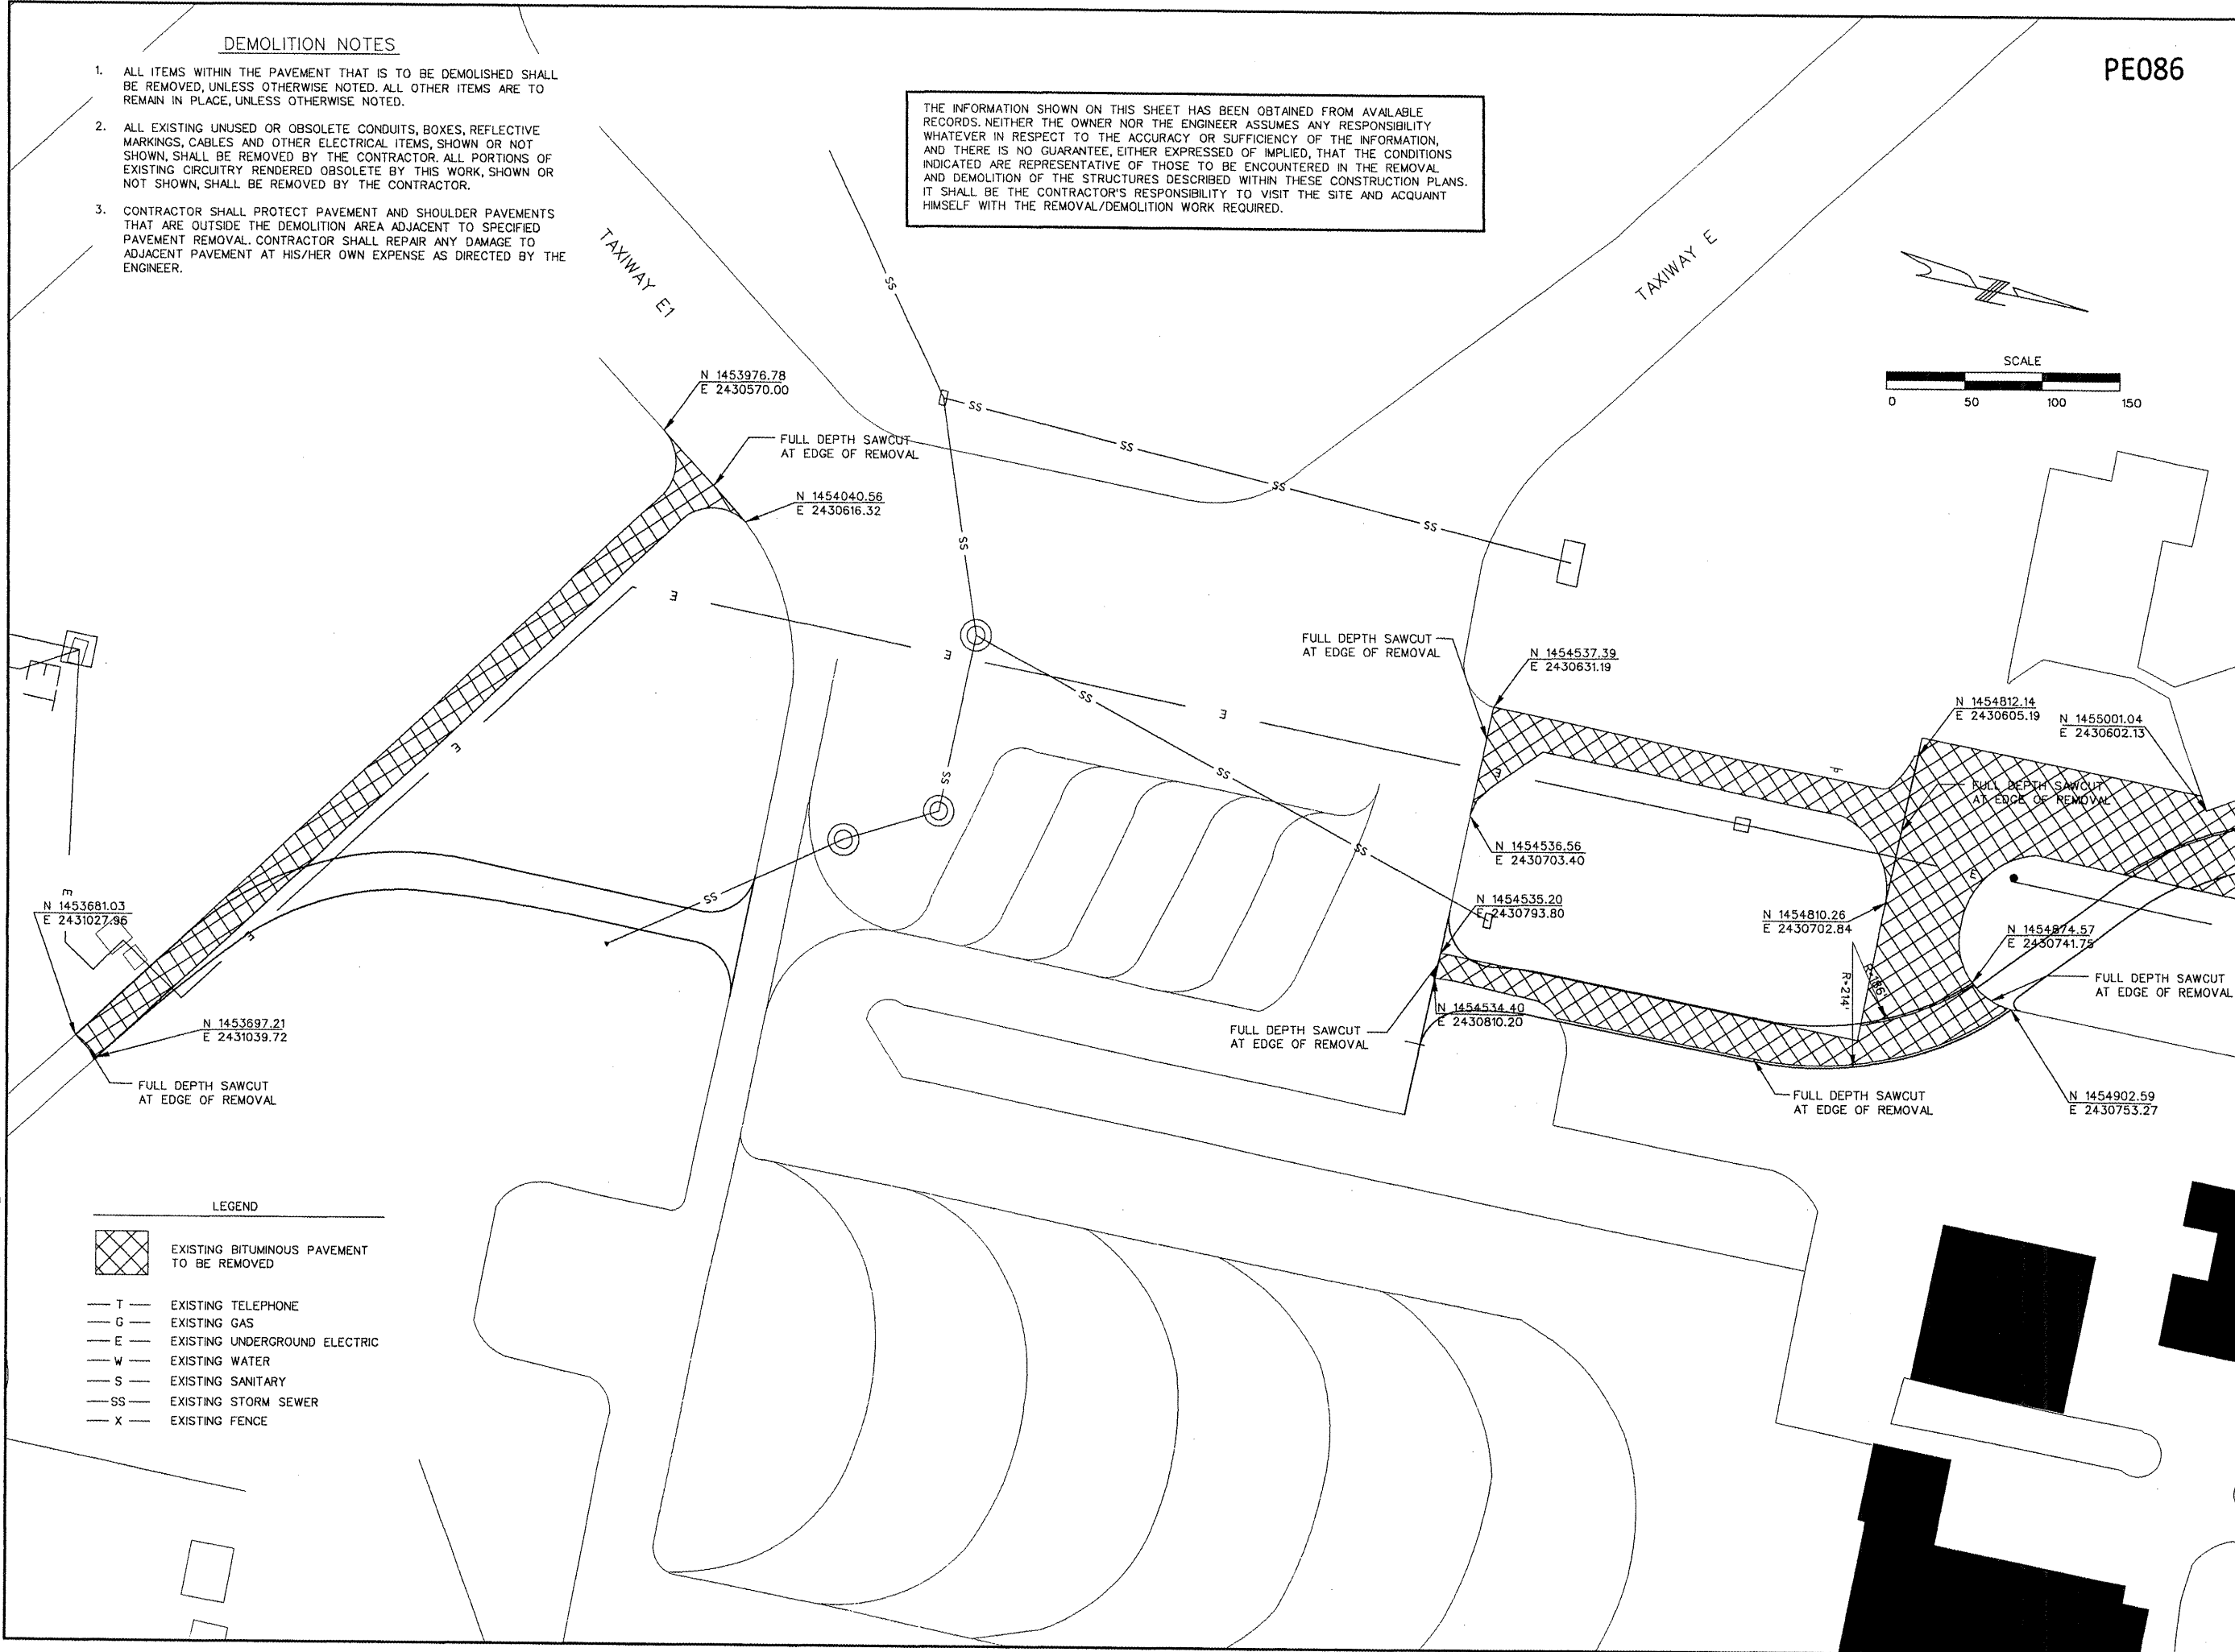 DEMOLITION NOTES
1. ALL ITEMS WITHIN THE PAVEMENT THAT IS TO BE DEMOLISHED SHALL
BE REMOVED, UNLESS OTHERWISE NOTED. ALL OTHER ITEMS ARE TO
REMAIN IN PLACE, UNLESS OTHERWISE NOTED.
2. ALL EXISTING UNUSED OR OBSOLETE CONDUITS, BOXES, REFLECTIVE
MARKINGS, CABLES AND OTHER ELECTRICAL ITEMS, SHOWN OR NOT
SHOWN, SHALL BE REMOVED BY THE CONTRACTOR. ALL PORTIONS OF
EXISTING CIRCUITRY RENDERED OBSOLETE BY THIS WORK, SHOWN OR
NOT SHOWN, SHALL BE REMOVED BY THE CONTRACTOR.
3. CONTRACTOR SHALL PROTECT PAVEMENT AND SHOULDER PAVEMENTS
THAT ARE OUTSIDE THE DEMOLITION AREA ADJACENT TO SPECIFIED
PAVEMENT REMOVAL. CONTRACTOR SHALL REPAIR ANY DAMAGE TO
ADJACENT PAVEMENT AT HIS/HER OWN EXPENSE AS DIRECTED BY THE
ENGINEER.
THE INFORMATION SHOWN ON THIS SHEET HAS BEEN OBTAINED FROM AVAILABLE
RECORDS. NEITHER THE OWNER NOR THE ENGINEER ASSUMES ANY RESPONSIBILITY
WHATEVER IN RESPECT TO THE ACCURACY OR SUFFICIENCY OF THE INFORMATION,
AND THERE IS NO GUARANTEE, EITHER EXPRESSED OF IMPLIED, THAT THE CONDITIONS
INDICATED ARE REPRESENTATIVE OF THOSE TO BE ENCOUNTERED IN THE REMOVAL
AND DEMOLITION OF THE STRUCTURES DESCRIBED WITHIN THESE CONSTRUCTION PLANS.
IT SHALL BE THE CONTRACTOR'S RESPONSIBILITY TO VISIT THE SITE AND ACQUAINT
HIMSELF WITH THE REMOVAL/DEMOLITION WORK REQUIRED.
PE086
TAXIWAY E1
TAXIWAY E
SCALE
0 50 100 150
N 1453976.78
E 2430570.00
FULL DEPTH SAWCUT
AT EDGE OF REMOVAL
N 1454040.56
E 2430616.32
SS
SS
SS
SS
SS
SS
SS
SS
SS
SS
SS
E
E
E
E
E
E
E
E
FULL DEPTH SAWCUT
AT EDGE OF REMOVAL
N 1454537.39
E 2430631.19
N 1454812.14
E 2430605.19
N 1455001.04
E 2430602.13
FULL DEPTH SAWCUT
AT EDGE OF REMOVAL
N 1454536.56
E 2430703.40
N 1454535.20
E 2430793.80
N 1454810.26
E 2430702.84
N 1454874.57
E 2430741.75
R=214'
FULL DEPTH SAWCUT
AT EDGE OF REMOVAL
N 1454534.40
E 2430810.20
FULL DEPTH SAWCUT
AT EDGE OF REMOVAL
FULL DEPTH SAWCUT
AT EDGE OF REMOVAL
N 1454902.59
E 2430753.27
N 1453681.03
E 2431027.96
N 1453697.21
E 2431039.72
FULL DEPTH SAWCUT
AT EDGE OF REMOVAL
LEGEND
EXISTING BITUMINOUS PAVEMENT
TO BE REMOVED
T EXISTING TELEPHONE
G EXISTING GAS
E EXISTING UNDERGROUND ELECTRIC
W EXISTING WATER
S EXISTING SANITARY
SS EXISTING STORM SEWER
X EXISTING FENCE